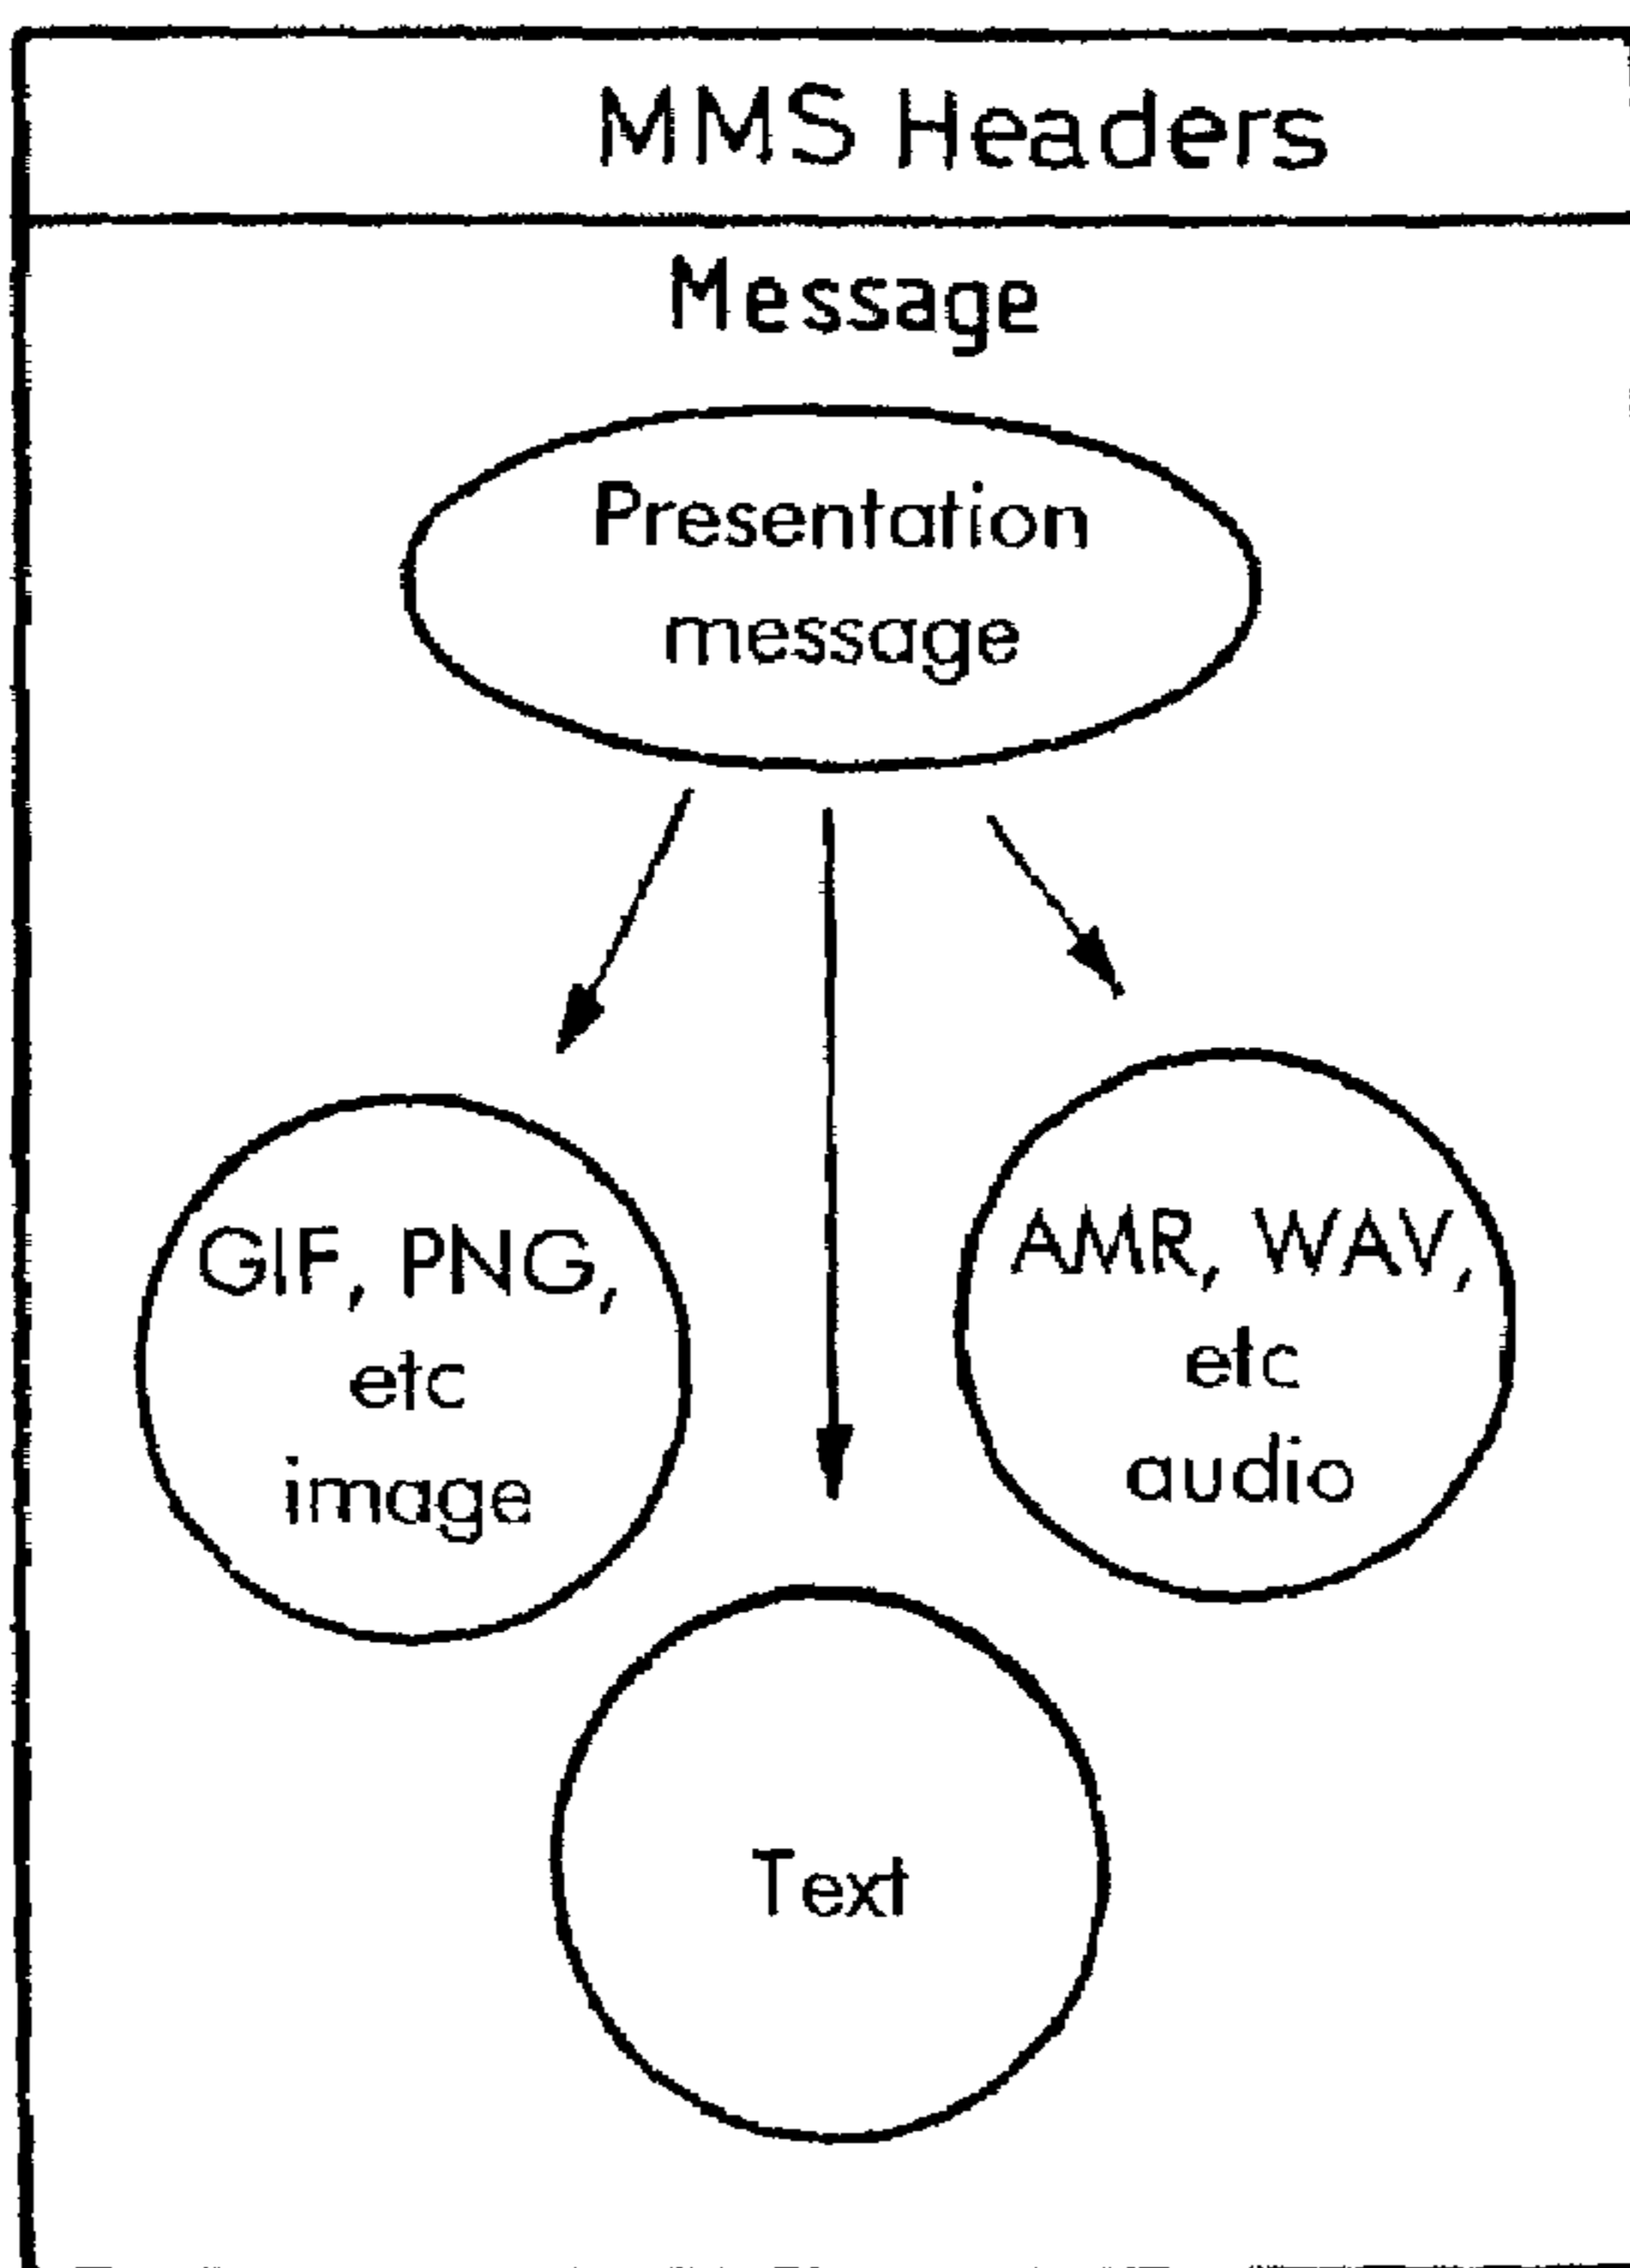 MMS Headers
Message
Presentation
message
GIF, PNG,
etc
image
AMR, WAV,
etc
audio
Text